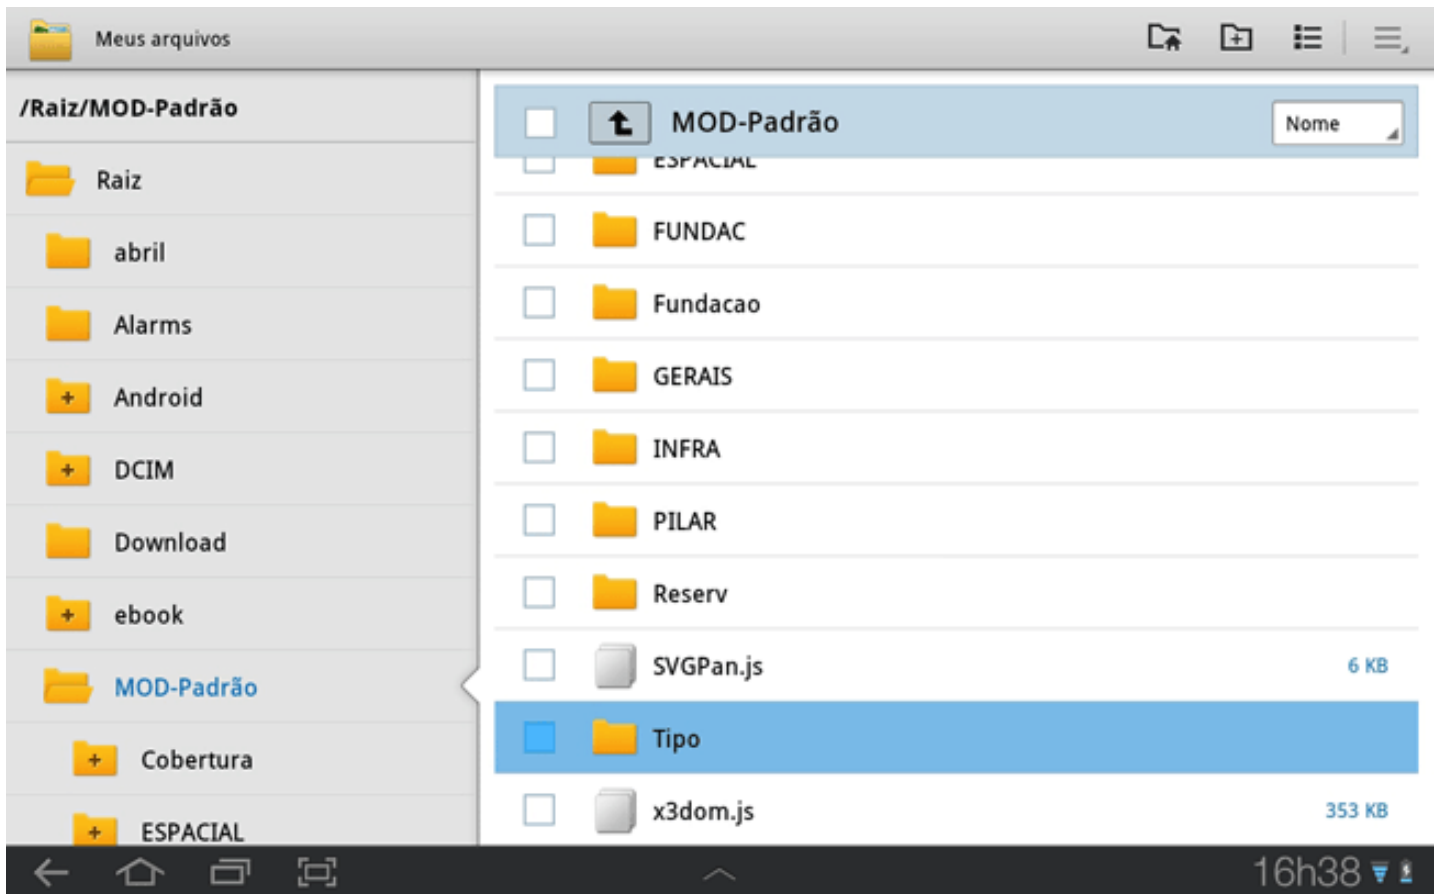 Meus arquivos
/Raiz/MOD-Padrão
Raiz
abril
Alarms
Android
DCIM
Download
ebook
MOD-Padrão
Cobertura
ESPACIAL
MOD-Padrão
Nome
ESPACIAL
FUNDAC
Fundacao
GERAIS
INFRA
PILAR
Reserv
SVGPan.js 6 KB
Tipo
x3dom.js 353 KB
16h38